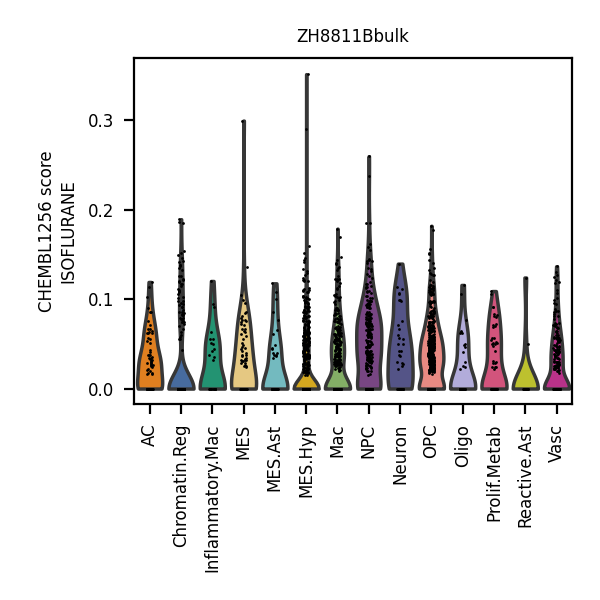 ZH8811Bbulk
CHEMBL1256 score
ISOFLURANE
0.3
0.2
0.1
0.0
AC
Chromatin.Reg
Inflammatory.Mac
MES
MES.Ast
MES.Hyp
Mac
NPC
Neuron
OPC
Oligo
Prolif.Metab
Reactive.Ast
Vasc